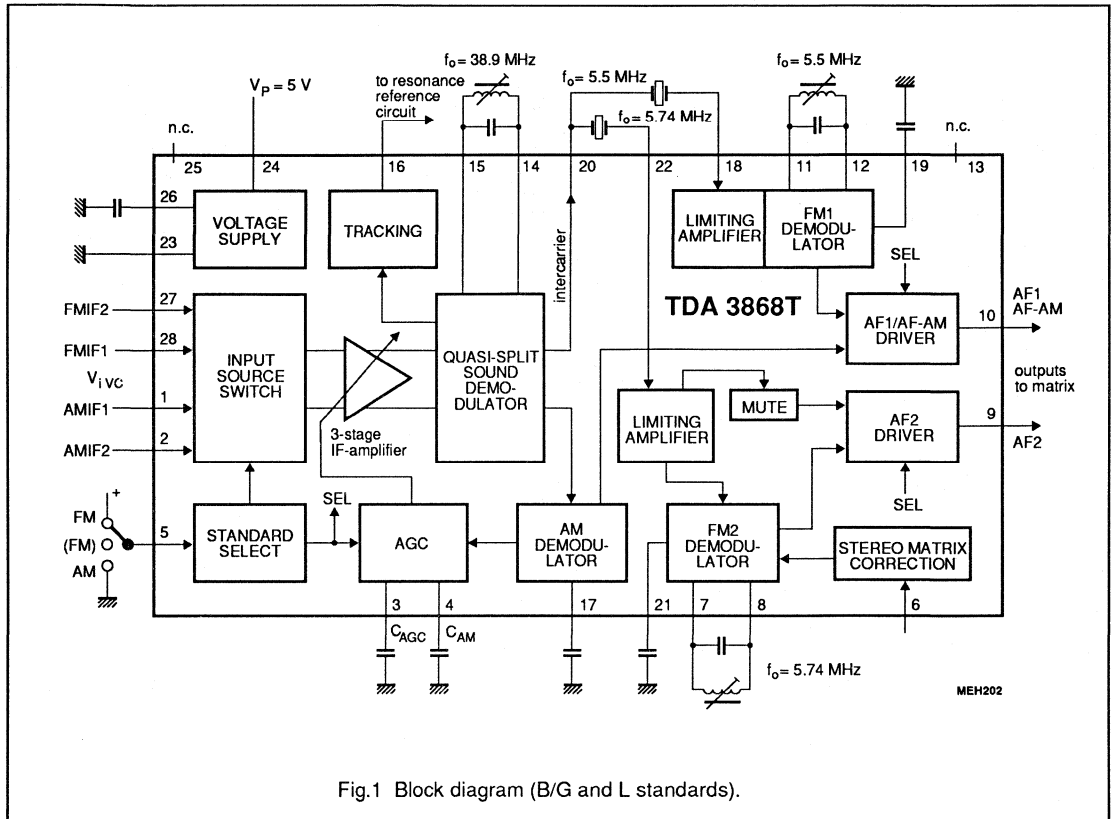 f₀ = 38.9 MHz
f₀ = 5.5 MHz
V_P = 5 V
to resonance
reference
circuit
f₀ = 5.5 MHz
f₀ = 5.74 MHz
n.c.
n.c.
25
24
16
15
14
20
22
18
11
12
19
13
26
VOLTAGE
SUPPLY
23
TRACKING
LIMITING
AMPLIFIER
FM1
DEMODU-
LATOR
intercarrier
SEL
TDA 3868T
FMIF2
27
FMIF1
28
V_i VC
AMIF1
1
AMIF2
2
INPUT
SOURCE
SWITCH
3-stage
IF-amplifier
QUASI-SPLIT
SOUND
DEMO-
DULATOR
AF1/AF-AM
DRIVER
10
AF1
AF-AM
outputs
to matrix
LIMITING
AMPLIFIER
MUTE
AF2
DRIVER
9
AF2
SEL
SEL
+
FM
(FM)
AM
5
STANDARD
SELECT
AGC
AM
DEMODU-
LATOR
FM2
DEMODU-
LATOR
STEREO MATRIX
CORRECTION
3
4
17
21
7
8
6
C_AGC
C_AM
f₀ = 5.74 MHz
MEH202
Fig.1 Block diagram (B/G and L standards).